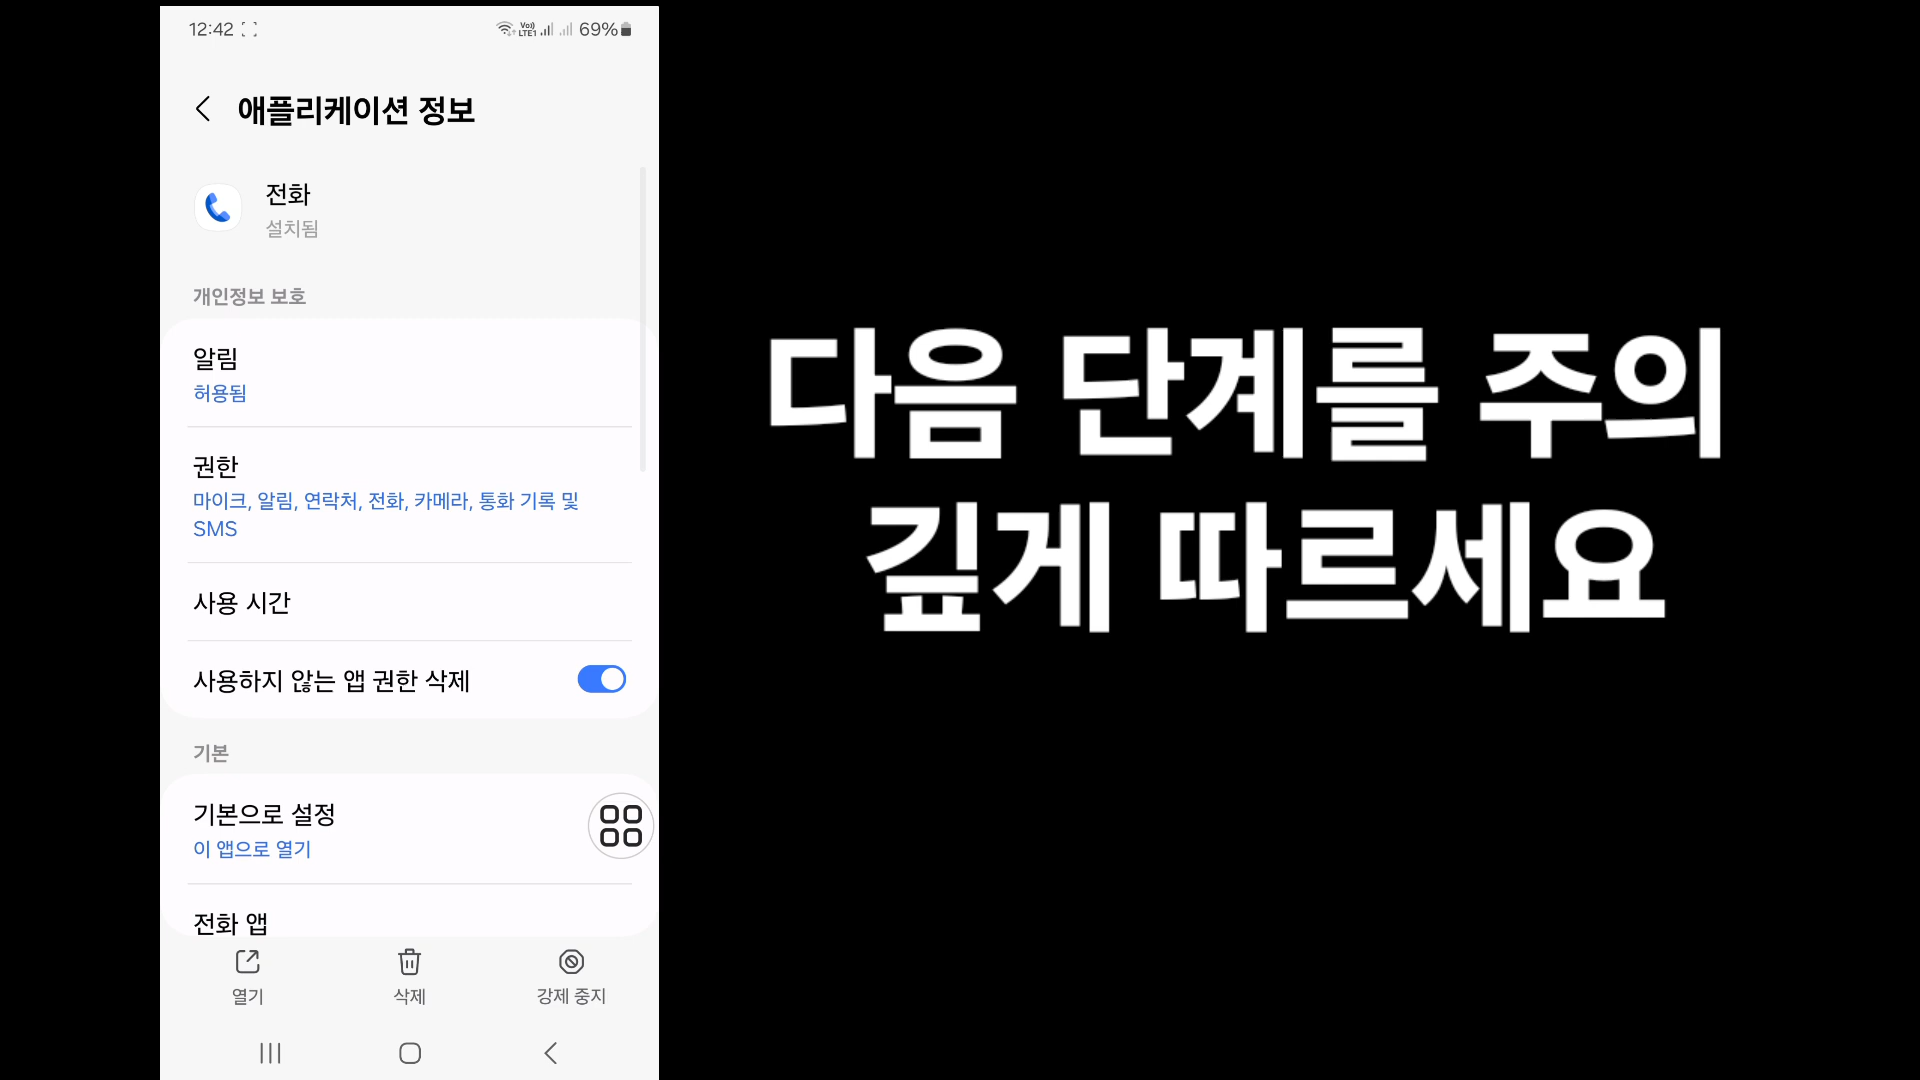 12:42
Vo)) LTE1 69%
애플리케이션 정보
전화
설치됨
개인정보 보호
알림
허용됨
권한
마이크, 알림, 연락처, 전화, 카메라, 통화 기록 및
SMS
사용 시간
사용하지 않는 앱 권한 삭제
기본
기본으로 설정
이 앱으로 열기
전화 앱
열기
삭제
강제 중지
다음 단계를 주의
깊게 따르세요